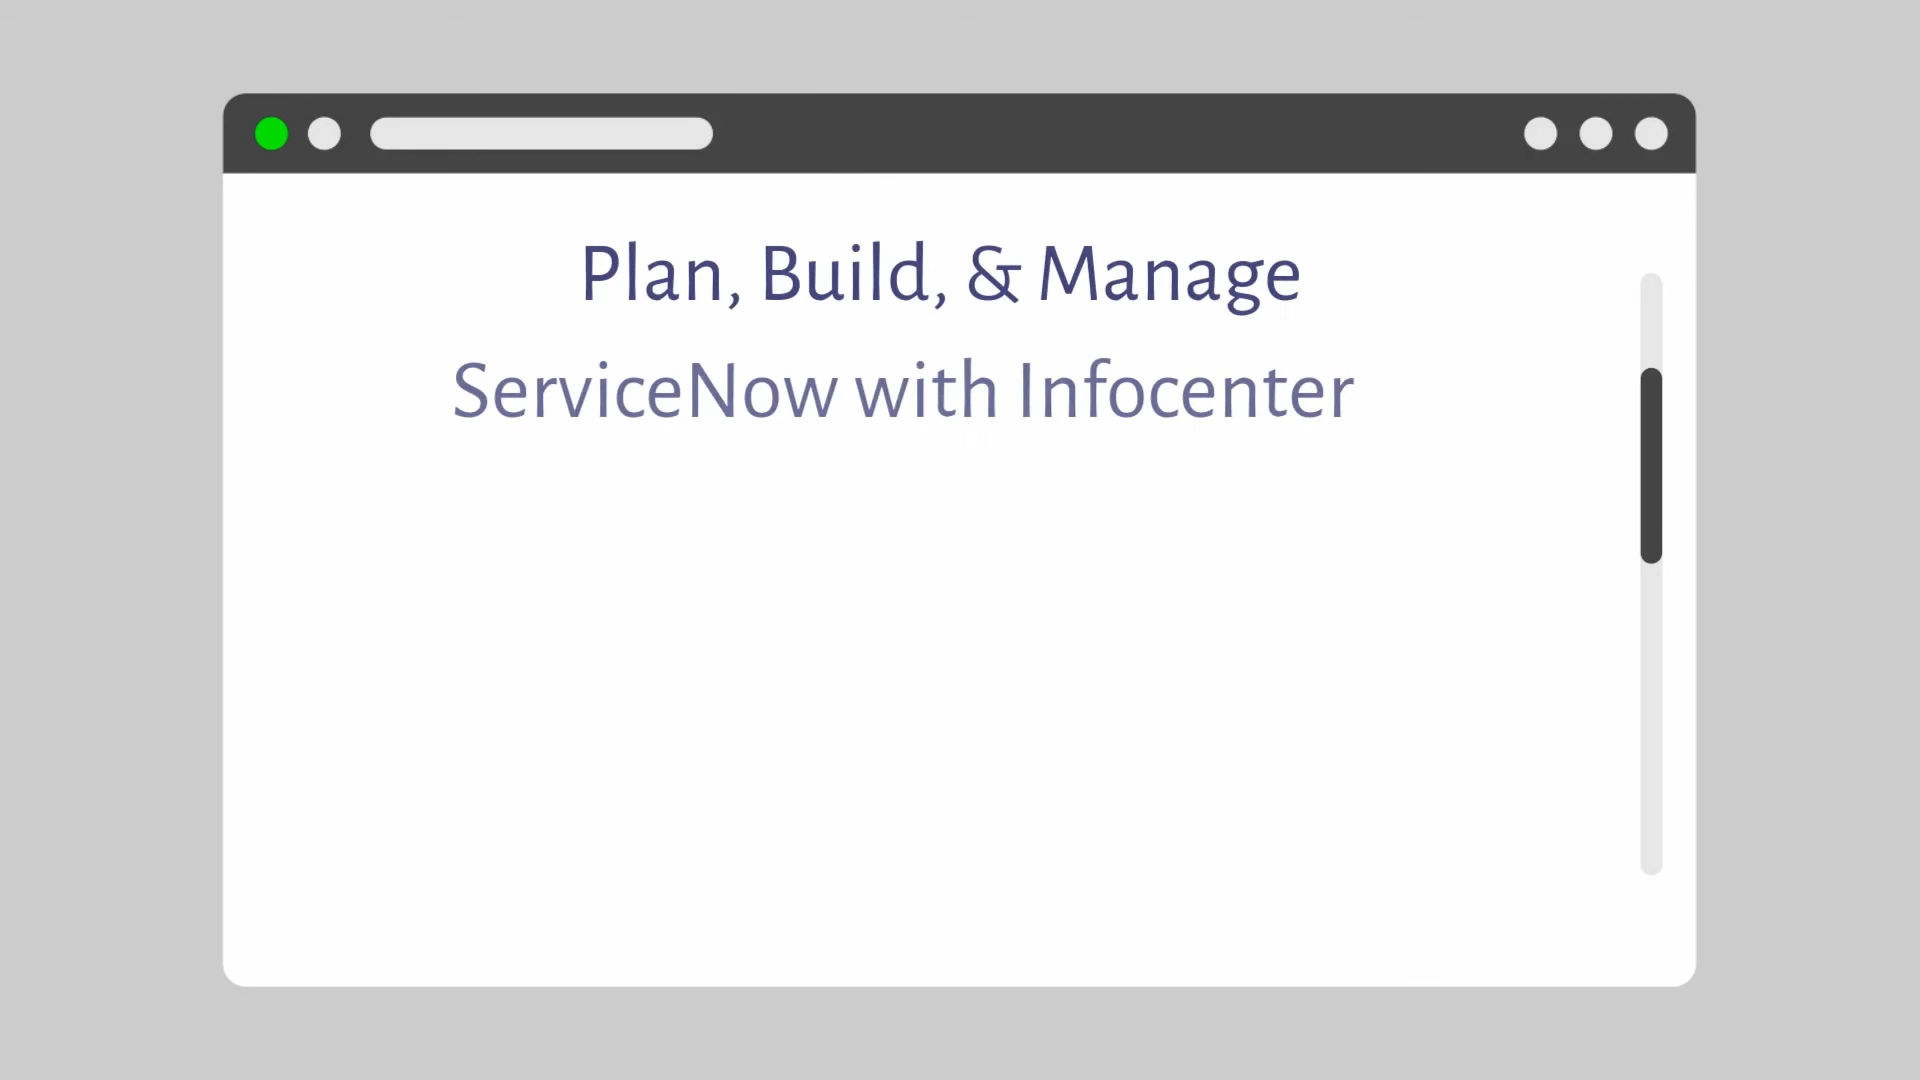 Plan, Build, & Manage
ServiceNow with Infocenter